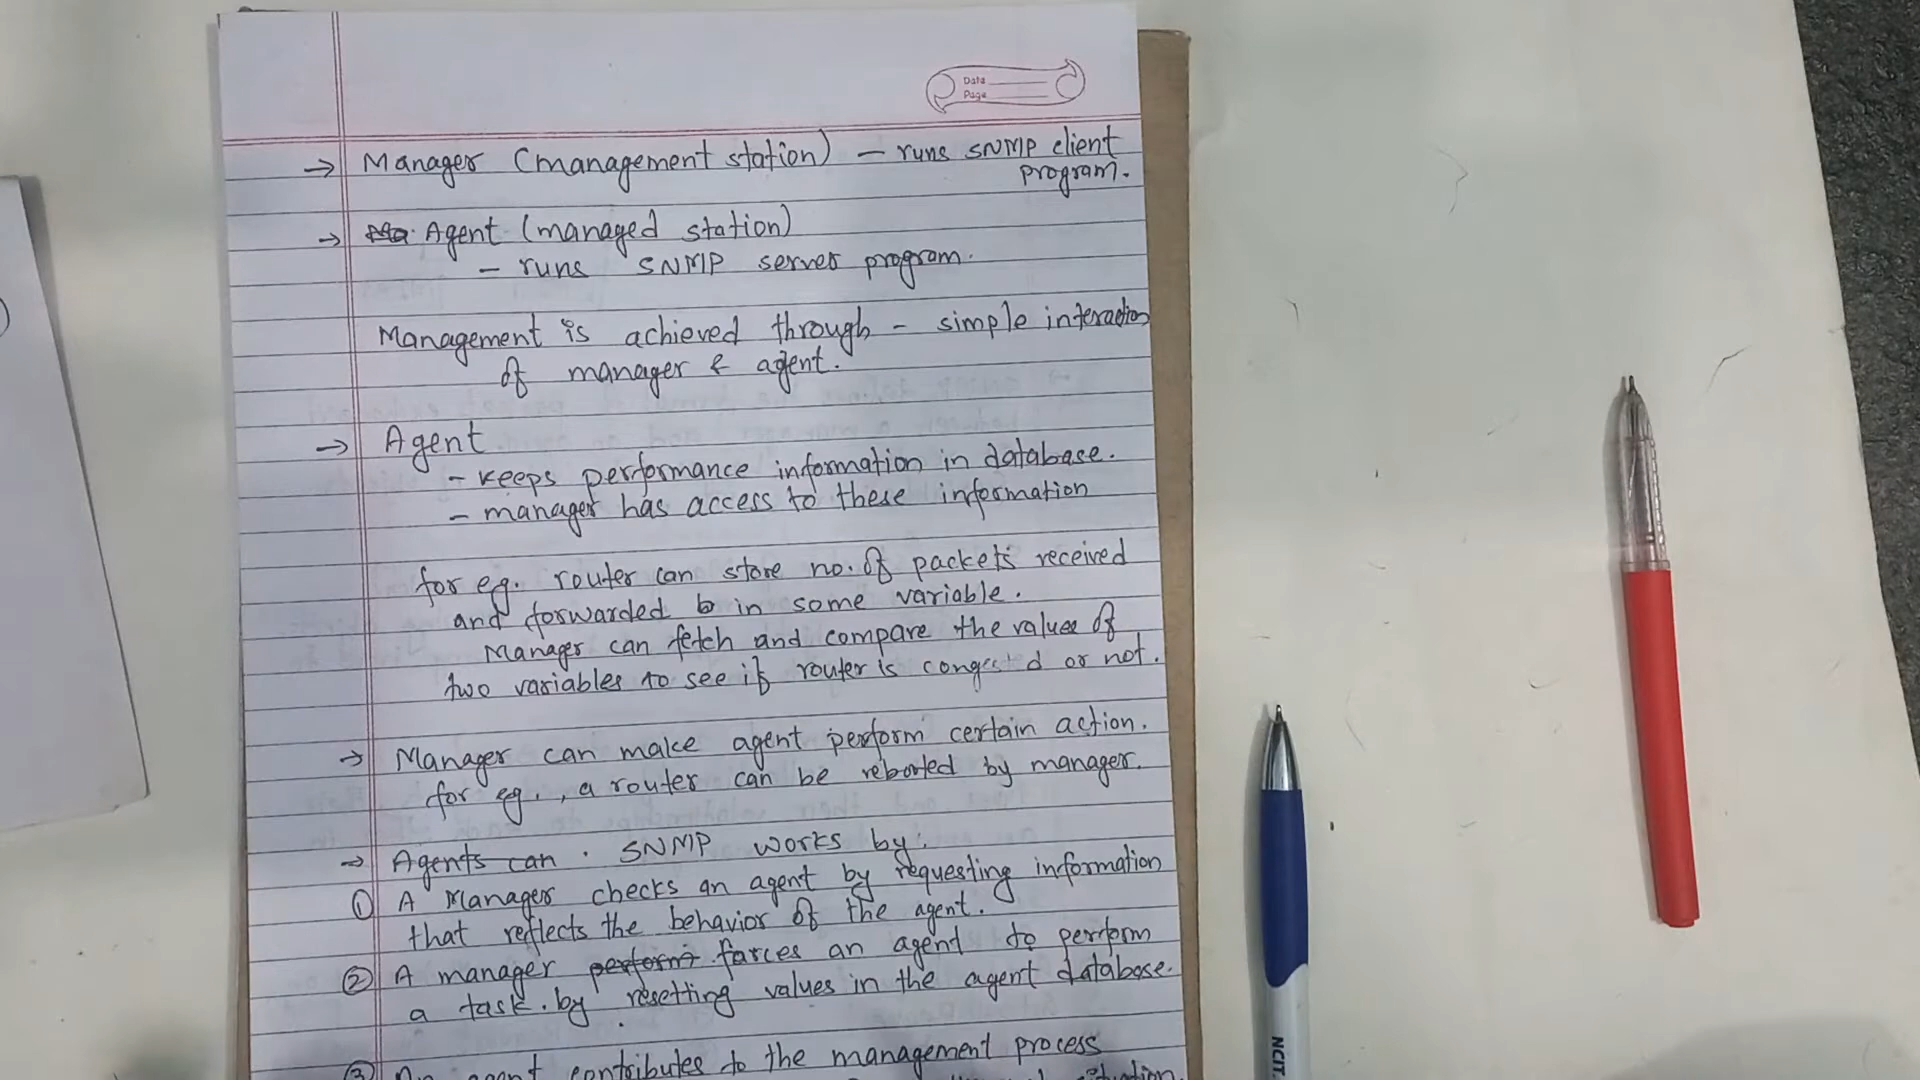 Data
Page
→ Manager (management station) – runs SNMP client
program.
→ Agent (managed station)
– runs SNMP server program.
Management is achieved through – simple interaction
of manager & agent.
→ Agent
– keeps performance information in database.
– manager has access to these information
for eg. router can store no. of packets received
and forwarded in some variable.
Manager can fetch and compare the values of
two variables to see if router is congested or not.
→ Manager can make agent perform certain action.
for eg., a router can be rebooted by manager.
→ Agents can . SNMP works by.
① A Manager checks an agent by requesting information
that reflects the behavior of the agent.
② A manager perform forces an agent to perform
a task. by resetting values in the agent database.
③ An agent contributes to the management process
situation.
NCIT